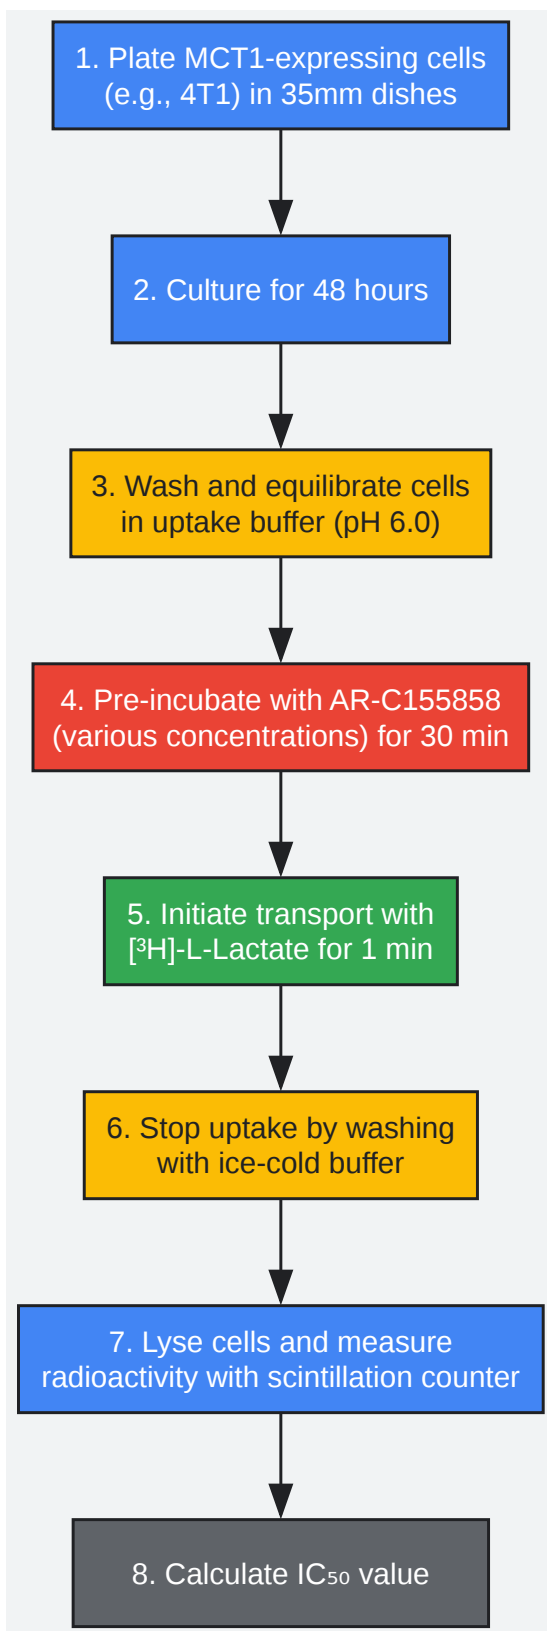 1. Plate MCT1-expressing cells
(e.g., 4T1) in 35mm dishes
2. Culture for 48 hours
3. Wash and equilibrate cells
in uptake buffer (pH 6.0)
4. Pre-incubate with AR-C155858
(various concentrations) for 30 min
5. Initiate transport with
[³H]-L-Lactate for 1 min
6. Stop uptake by washing
with ice-cold buffer
7. Lyse cells and measure
radioactivity with scintillation counter
8. Calculate IC₅₀ value